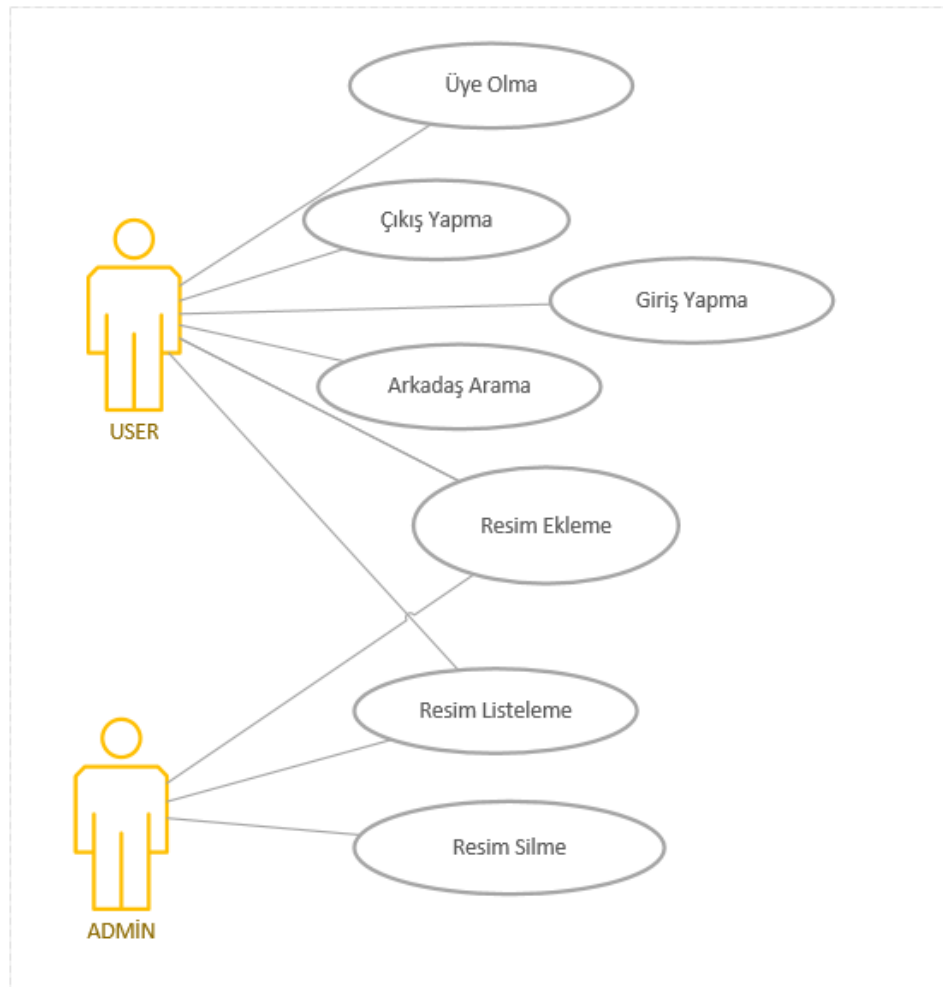 Üye Olma
Çıkış Yapma
Giriş Yapma
Arkadaş Arama
USER
Resim Ekleme
Resim Listeleme
Resim Silme
ADMİN